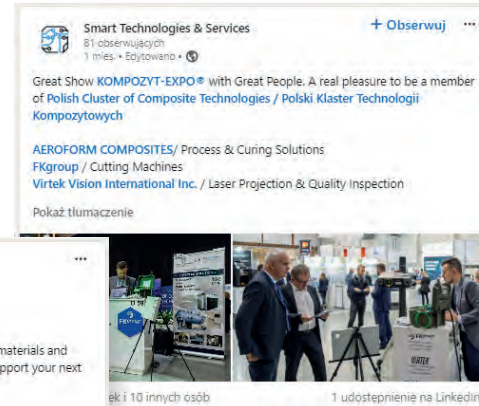 Smart Technologies & Services
+ Obserwuj ...
81 obserwujących
1 mies. • Edytowano •
Great Show KOMPOZYT-EXPO® with Great People. A real pleasure to be a member
of Polish Cluster of Composite Technologies / Polski Klaster Technologii
Kompozytowych
AEROFORM COMPOSITES/ Process & Curing Solutions
FKgroup / Cutting Machines
Virtek Vision International Inc. / Laser Projection & Quality Inspection
Pokaż tłumaczenie
...
materials and
pport your next
FKgroup
VIRTEK
ek i 10 innych osób
1 udostępnienie na LinkedIn